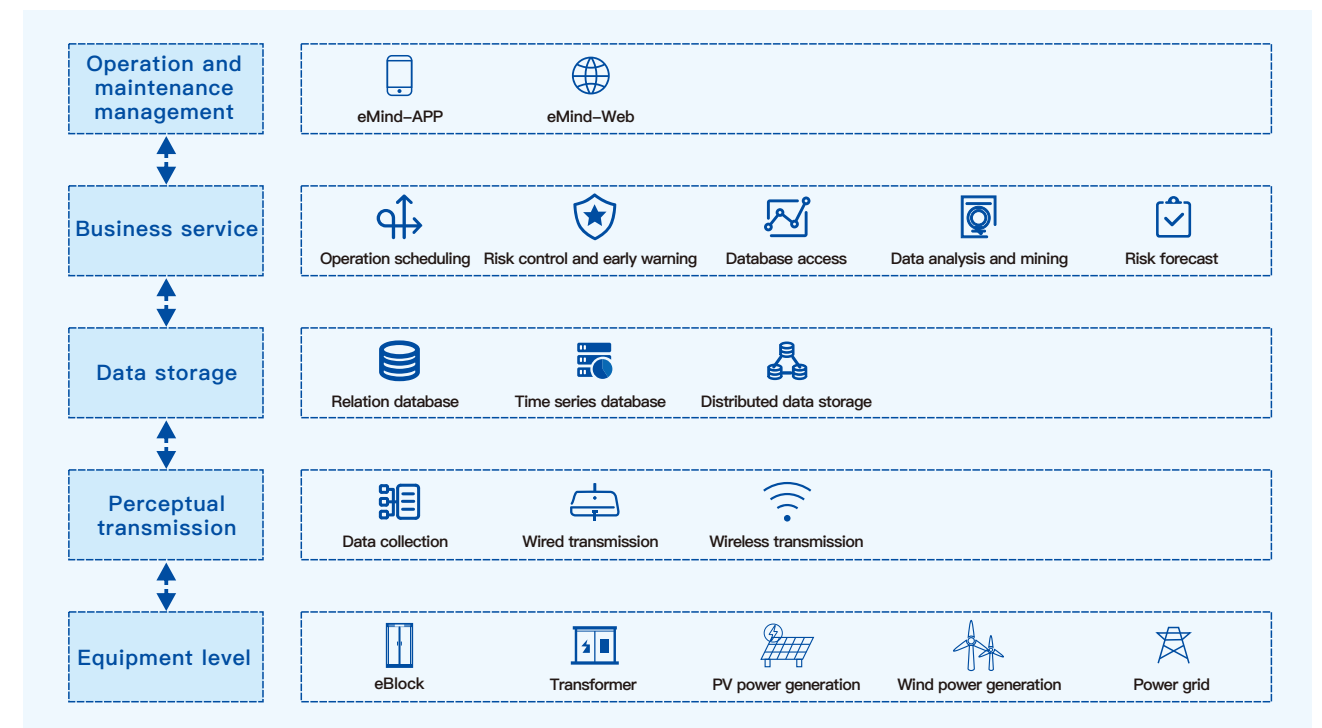 Operation and
maintenance
management
eMind–APP
eMind–Web
Business service
Operation scheduling
Risk control and early warning
Database access
Data analysis and mining
Risk forecast
Data storage
Relation database
Time series database
Distributed data storage
Perceptual
transmission
Data collection
Wired transmission
Wireless transmission
Equipment level
eBlock
Transformer
PV power generation
Wind power generation
Power grid